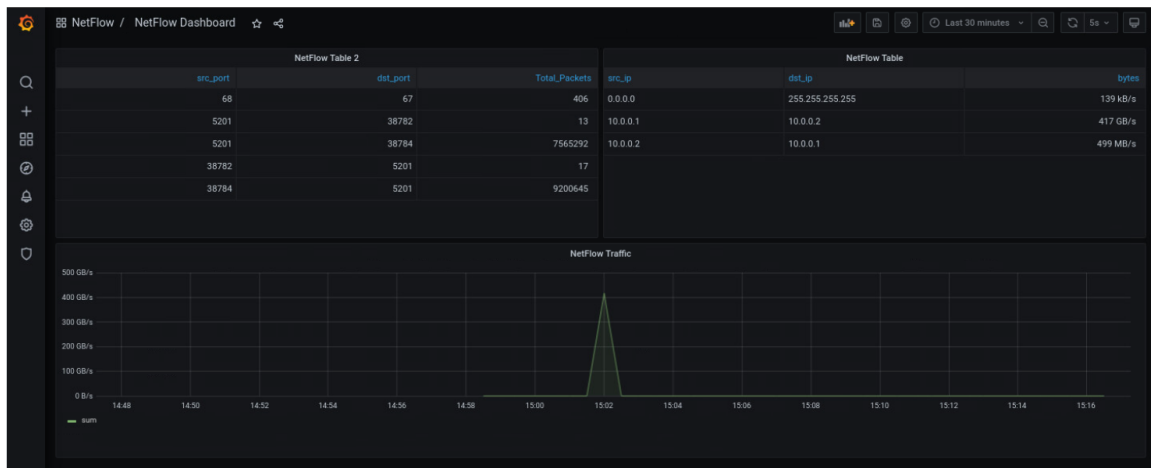 NetFlow / NetFlow Dashboard
Last 30 minutes
5s
NetFlow Table 2
src_port dst_port Total_Packets
68 67 406
5201 38782 13
5201 38784 7565292
38782 5201 17
38784 5201 9200645
NetFlow Table
src_ip dst_ip bytes
0.0.0.0 255.255.255.255 139 kB/s
10.0.0.1 10.0.0.2 417 GB/s
10.0.0.2 10.0.0.1 499 MB/s
NetFlow Traffic
500 GB/s
400 GB/s
300 GB/s
200 GB/s
100 GB/s
0 B/s
14:48 14:50 14:52 14:54 14:56 14:58 15:00 15:02 15:04 15:06 15:08 15:10 15:12 15:14 15:16
sum